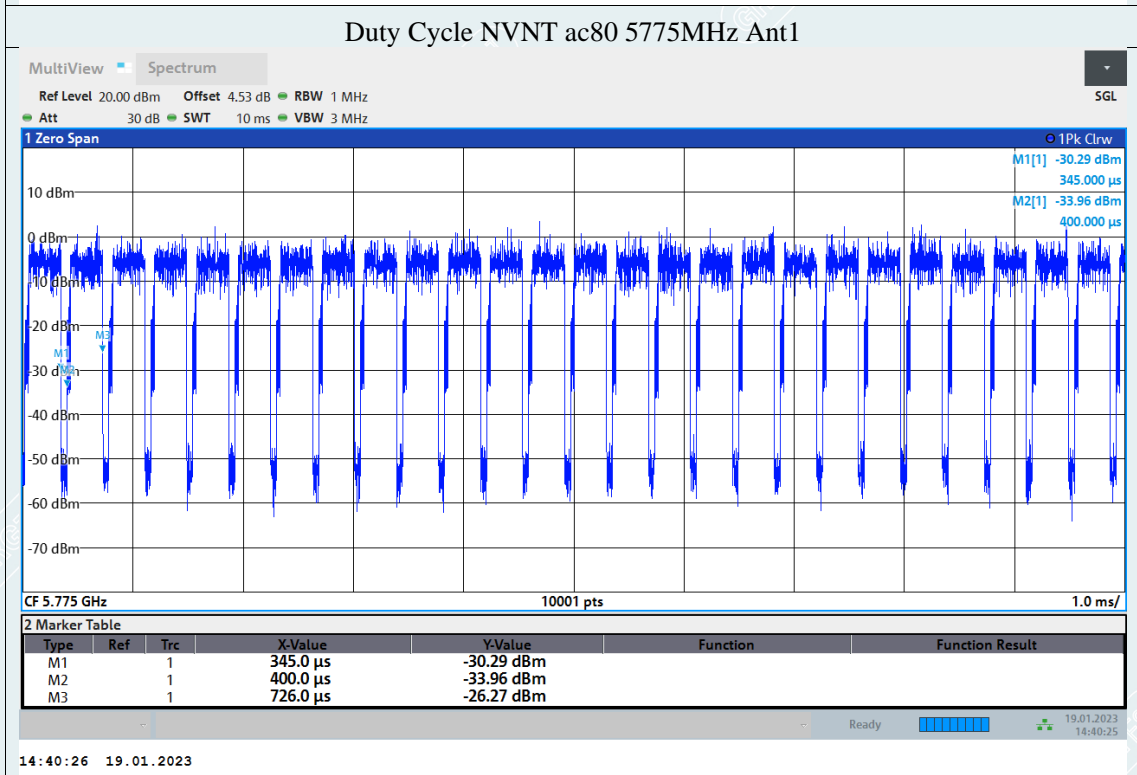 Duty Cycle NVNT ac80 5775MHz Ant1
MultiView Spectrum
Ref Level 20.00 dBm Offset 4.53 dB RBW 1 MHz SGL
Att 30 dB SWT 10 ms VBW 3 MHz
1 Zero Span 1Pk Clrw
M1[1] -30.29 dBm
345.000 µs
M2[1] -33.96 dBm
400.000 µs
10 dBm
0 dBm
-10 dBm
-20 dBm
M3
M1
M2
-30 dBm
-40 dBm
-50 dBm
-60 dBm
-70 dBm
CF 5.775 GHz 10001 pts 1.0 ms/
2 Marker Table
Type Ref Trc X-Value Y-Value Function Function Result
M1 1 345.0 µs -30.29 dBm
M2 1 400.0 µs -33.96 dBm
M3 1 726.0 µs -26.27 dBm
Ready 19.01.2023
14:40:25
14:40:26 19.01.2023